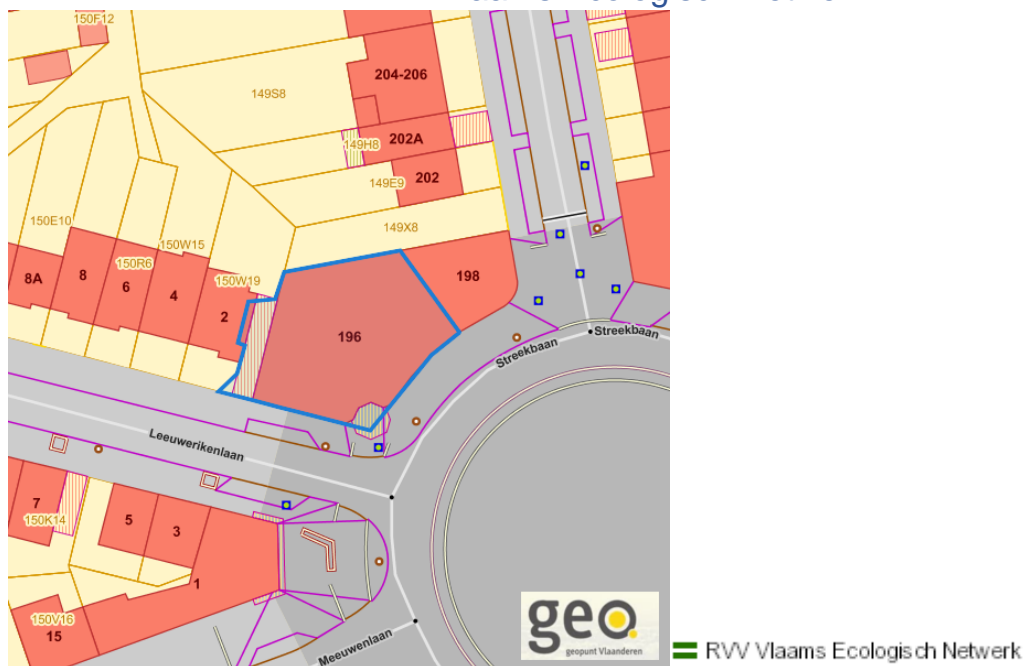 150F12
204-206
149S8
202A
149H8
202
149E9
149X8
150E10
150W15
150R6
150W19
8A
8
6
4
2
198
196
Streekbaan
Streekbaan
Leeuwerikenlaan
7
150K14
5
3
1
150V16
15
Meeuwenlaan
geo
geopunt Vlaanderen
RVV Vlaams Ecologisch Netwerk